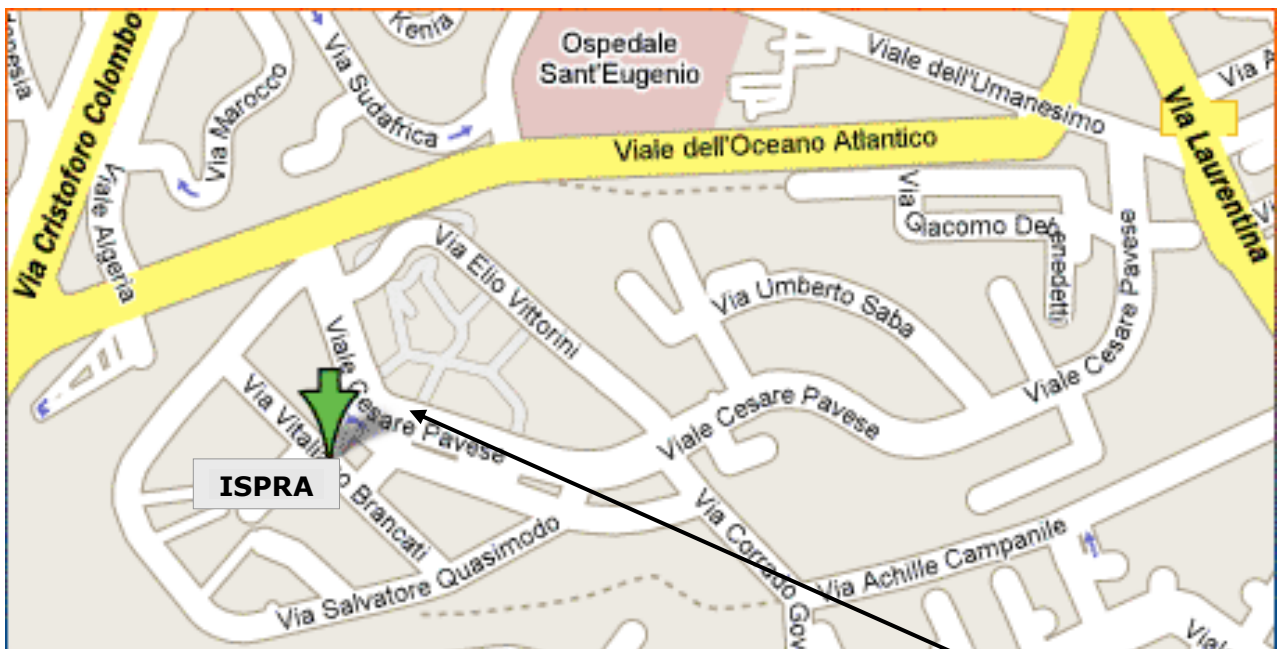 Kenia
Ospedale
Sant'Eugenio
Viale dell'Umanesimo
Via Cristoforo Colombo
Via Marocco
Via Sudafrica
Via Laurentina
Viale dell'Oceano Atlantico
Viale Algeria
Via Giacomo Debenedetti
Via Elio Vittorini
Via Umberto Saba
Viale Cesare Pavese
Viale Cesare Pavese
Viale Cesare Pavese
Viale Cesare Pavese
ISPRA
Brancati
Via Salvatore Quasimodo
Via Corrado Gov
Via Achille Campanile